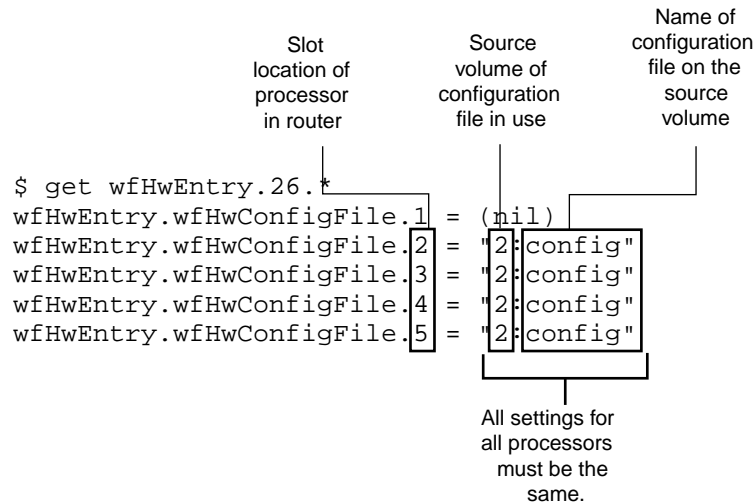 Slot
location of
processor
in router
Source
volume of
configuration
file in use
Name of
configuration
file on the
source
volume
$ get wfHwEntry.26.*
wfHwEntry.wfHwConfigFile.1 = (nil)
wfHwEntry.wfHwConfigFile.2 = "2:config"
wfHwEntry.wfHwConfigFile.3 = "2:config"
wfHwEntry.wfHwConfigFile.4 = "2:config"
wfHwEntry.wfHwConfigFile.5 = "2:config"
All settings for
all processors
must be the
same.